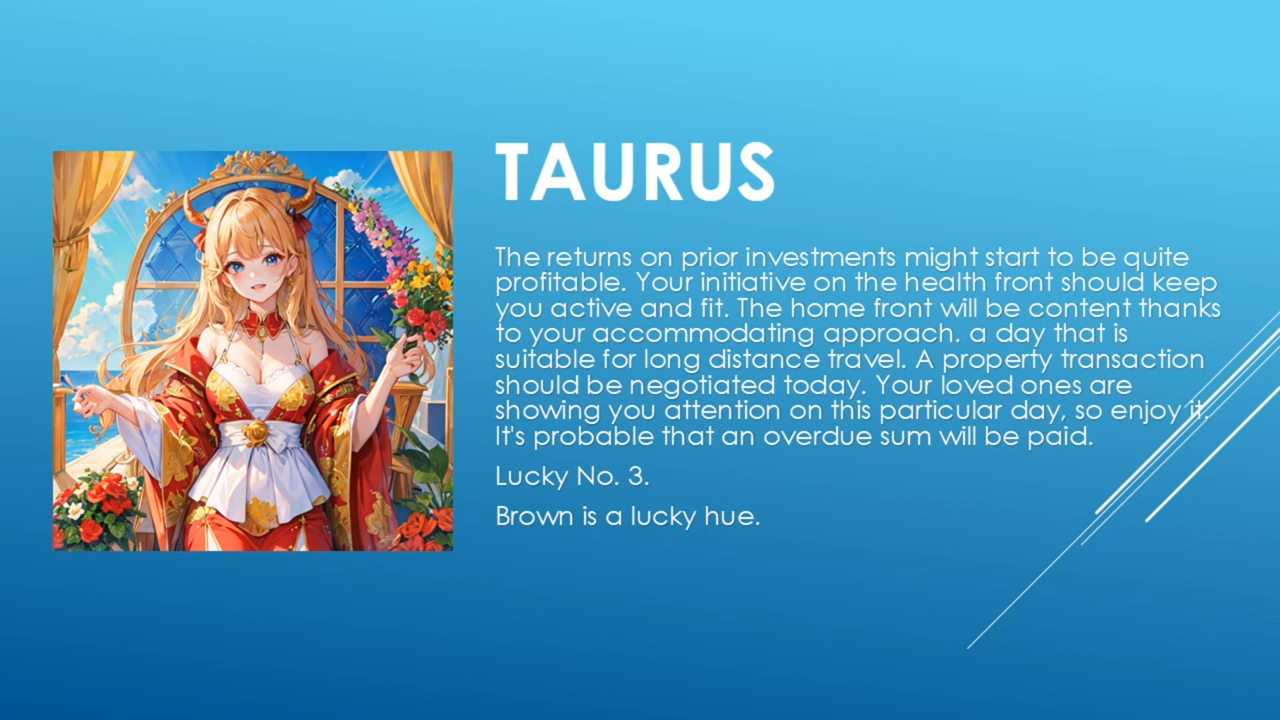 TAURUS
The returns on prior investments might start to be quite
profitable. Your initiative on the health front should keep
you active and fit. The home front will be content thanks
to your accommodating approach. a day that is
suitable for long distance travel. A property transaction
should be negotiated today. Your loved ones are
showing you attention on this particular day, so enjoy it.
It's probable that an overdue sum will be paid.
Lucky No. 3.
Brown is a lucky hue.